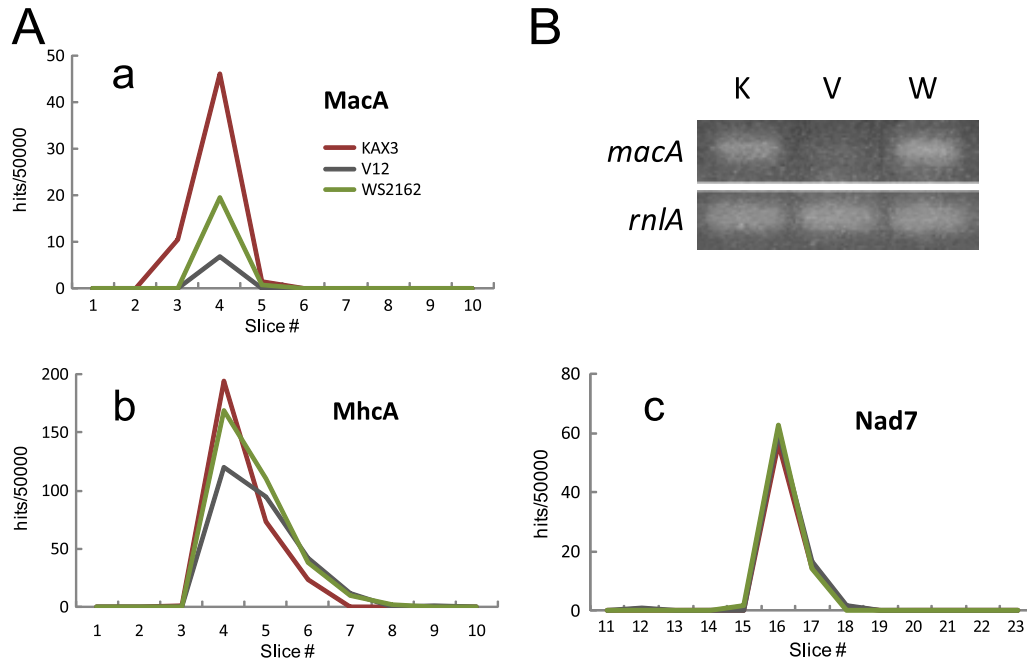 A
B
a
MacA
KAX3
V12
WS2162
hits/50000
50
40
30
20
10
0
1 2 3 4 5 6 7 8 9 10
Slice #
K V W
macA
rnlA
b
MhcA
hits/50000
200
150
100
50
0
1 2 3 4 5 6 7 8 9 10
Slice #
c
Nad7
hits/50000
80
60
40
20
0
11 12 13 14 15 16 17 18 19 20 21 22 23
Slice #